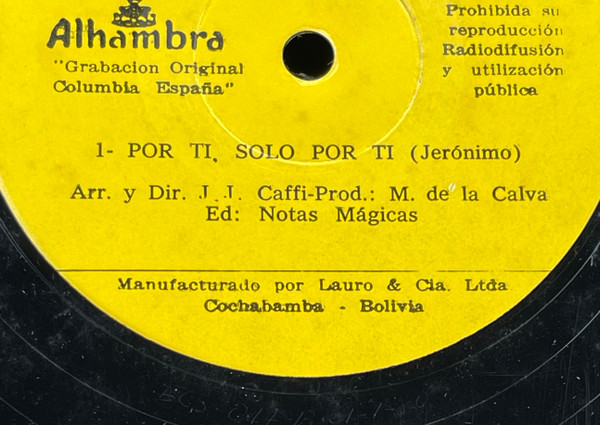 Alhambra
"Grabacion Original
Columbia España"
Prohibida su
reproducción
Radiodifusión
y utilización
pública
1- POR TI, SOLO POR TI (Jerónimo)
Arr. y Dir. J. J. Caffi-Prod.: M. de la Calva
Ed: Notas Mágicas
Manufacturado por Lauro & Cia. Ltda
Cochabamba - Bolivia